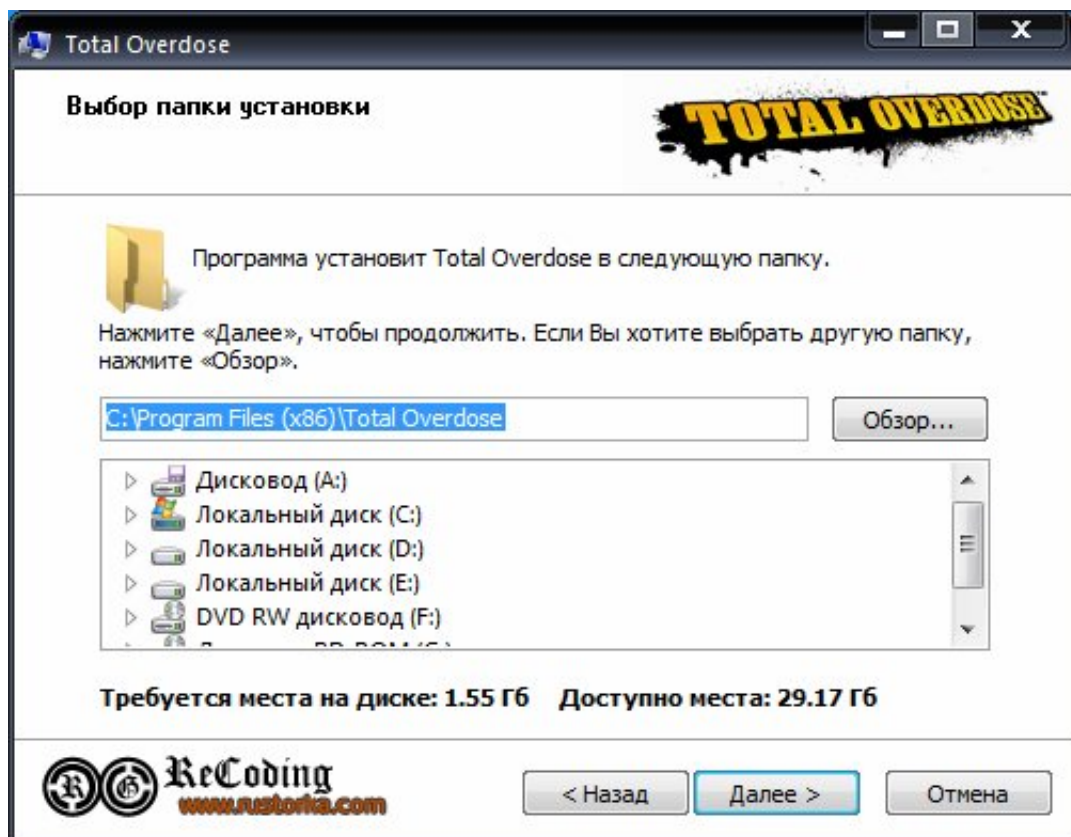 Total Overdose
Выбор папки установки
TOTAL OVERDOSE™
Программа установит Total Overdose в следующую папку.
Нажмите «Далее», чтобы продолжить. Если Вы хотите выбрать другую папку,
нажмите «Обзор».
C:\Program Files (x86)\Total Overdose
Обзор...
Дисковод (A:)
Локальный диск (C:)
Локальный диск (D:)
Локальный диск (E:)
DVD RW дисковод (F:)
Требуется места на диске: 1.55 Гб Доступно места: 29.17 Гб
R G ReCoding
www.rustorka.com
< Назад Далее > Отмена